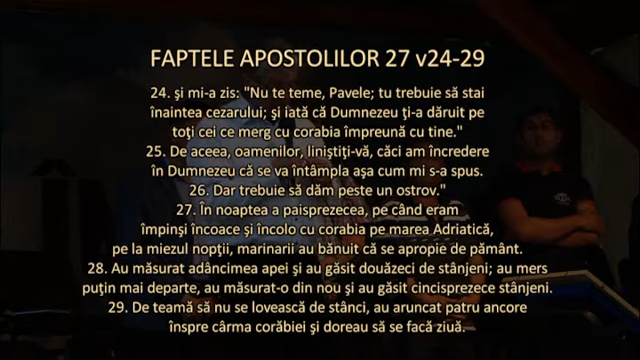 FAPTELE APOSTOLILOR 27 v24-29
24. şi mi-a zis: "Nu te teme, Pavele; tu trebuie să stai
înaintea cezarului; şi iată că Dumnezeu ţi-a dăruit pe
toţi cei ce merg cu corabia împreună cu tine."
25. De aceea, oamenilor, liniştiţi-vă, căci am încredere
în Dumnezeu că se va întâmpla aşa cum mi s-a spus.
26. Dar trebuie să dăm peste un ostrov."
27. În noaptea a paisprezecea, pe când eram
împinşi încoace şi încolo cu corabia pe marea Adriatică,
pe la miezul nopţii, marinarii au bănuit că se apropie de pământ.
28. Au măsurat adâncimea apei şi au găsit douăzeci de stânjeni; au mers
puţin mai departe, au măsurat-o din nou şi au găsit cincisprezece stânjeni.
29. De teamă să nu se lovească de stânci, au aruncat patru ancore
înspre cârma corăbiei şi doreau să se facă ziuă.